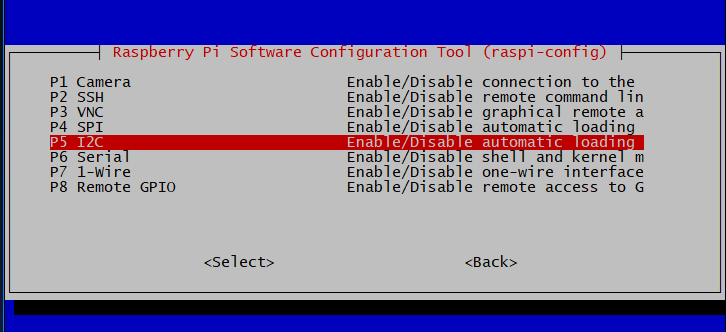 Raspberry Pi Software Configuration Tool (raspi-config)
P1 Camera Enable/Disable connection to the
P2 SSH Enable/Disable remote command lin
P3 VNC Enable/Disable graphical remote a
P4 SPI Enable/Disable automatic loading
P5 I2C Enable/Disable automatic loading
P6 Serial Enable/Disable shell and kernel m
P7 1-Wire Enable/Disable one-wire interface
P8 Remote GPIO Enable/Disable remote access to G
<Select> <Back>